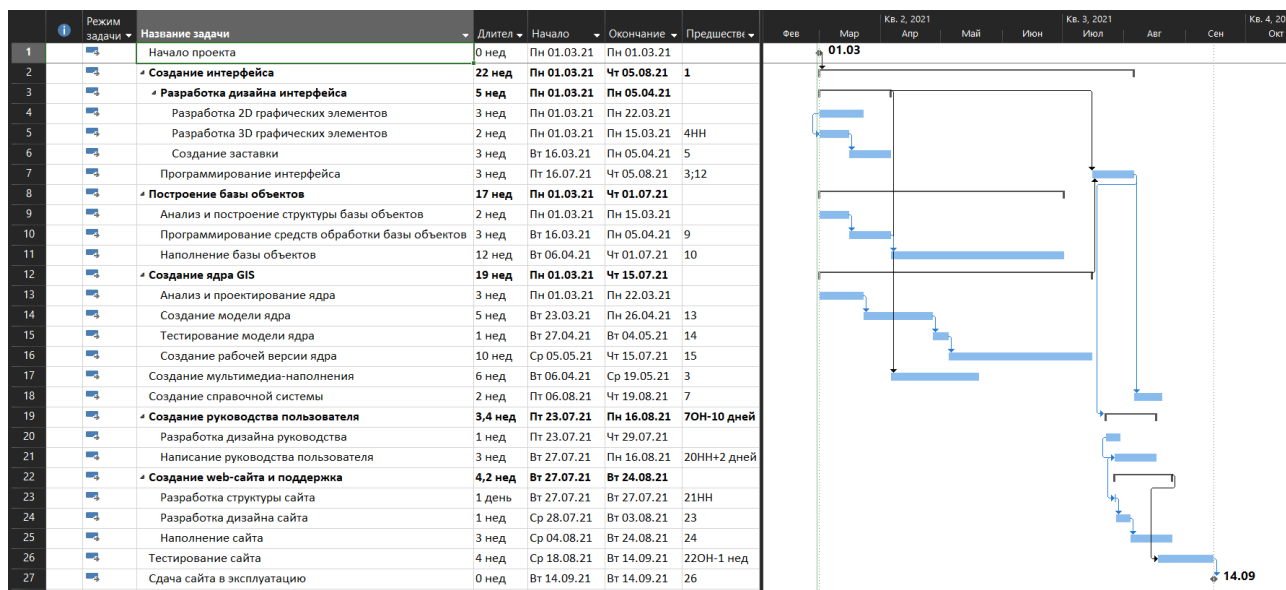 Режим задачи Название задачи Длител Начало Окончание Предшестве
Кв. 2, 2021 Кв. 3, 2021 Кв. 4, 20
Фев Мар Апр Май Июн Июл Авг Сен Окт
1 Начало проекта 0 нед Пн 01.03.21 Пн 01.03.21 01.03
2 Создание интерфейса 22 нед Пн 01.03.21 Чт 05.08.21 1
3 Разработка дизайна интерфейса 5 нед Пн 01.03.21 Пн 05.04.21
4 Разработка 2D графических элементов 3 нед Пн 01.03.21 Пн 22.03.21
5 Разработка 3D графических элементов 2 нед Пн 01.03.21 Пн 15.03.21 4НН
6 Создание заставки 3 нед Вт 16.03.21 Пн 05.04.21 5
7 Программирование интерфейса 3 нед Пт 16.07.21 Чт 05.08.21 3;12
8 Построение базы объектов 17 нед Пн 01.03.21 Чт 01.07.21
9 Анализ и построение структуры базы объектов 2 нед Пн 01.03.21 Пн 15.03.21
10 Программирование средств обработки базы объектов 3 нед Вт 16.03.21 Пн 05.04.21 9
11 Наполнение базы объектов 12 нед Вт 06.04.21 Чт 01.07.21 10
12 Создание ядра GIS 19 нед Пн 01.03.21 Чт 15.07.21
13 Анализ и проектирование ядра 3 нед Пн 01.03.21 Пн 22.03.21
14 Создание модели ядра 5 нед Вт 23.03.21 Пн 26.04.21 13
15 Тестирование модели ядра 1 нед Вт 27.04.21 Вт 04.05.21 14
16 Создание рабочей версии ядра 10 нед Ср 05.05.21 Чт 15.07.21 15
17 Создание мультимедиа-наполнения 6 нед Вт 06.04.21 Ср 19.05.21 3
18 Создание справочной системы 2 нед Пт 06.08.21 Чт 19.08.21 7
19 Создание руководства пользователя 3,4 нед Пт 23.07.21 Пн 16.08.21 7ОН-10 дней
20 Разработка дизайна руководства 1 нед Пт 23.07.21 Чт 29.07.21
21 Написание руководства пользователя 3 нед Вт 27.07.21 Пн 16.08.21 20НН+2 дней
22 Создание web-сайта и поддержка 4,2 нед Вт 27.07.21 Вт 24.08.21
23 Разработка структуры сайта 1 день Вт 27.07.21 Вт 27.07.21 21НН
24 Разработка дизайна сайта 1 нед Ср 28.07.21 Вт 03.08.21 23
25 Наполнение сайта 3 нед Ср 04.08.21 Вт 24.08.21 24
26 Тестирование сайта 4 нед Ср 18.08.21 Вт 14.09.21 22ОН-1 нед
27 Сдача сайта в эксплуатацию 0 нед Вт 14.09.21 Вт 14.09.21 26 14.09